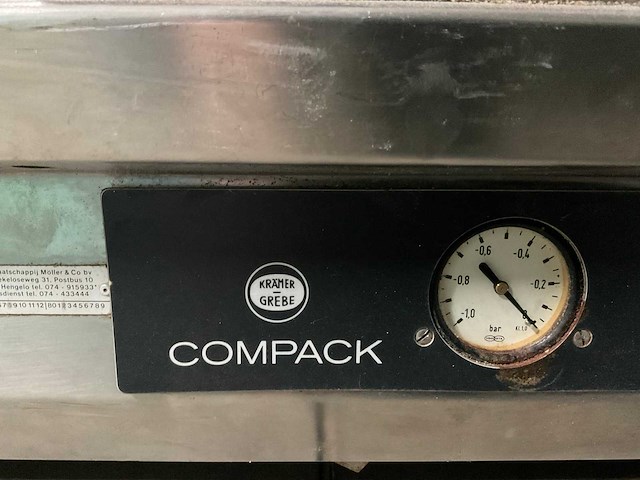 aatschappij Möller & Co bv
ekeloseweg 31, Postbus 10
Hengelo tel. 074 - 915933
sdienst tel. 074 - 433444
KRÄMER
GREBE
COMPACK
-0,6
-0,4
-0,8
-0,2
-1,0
bar